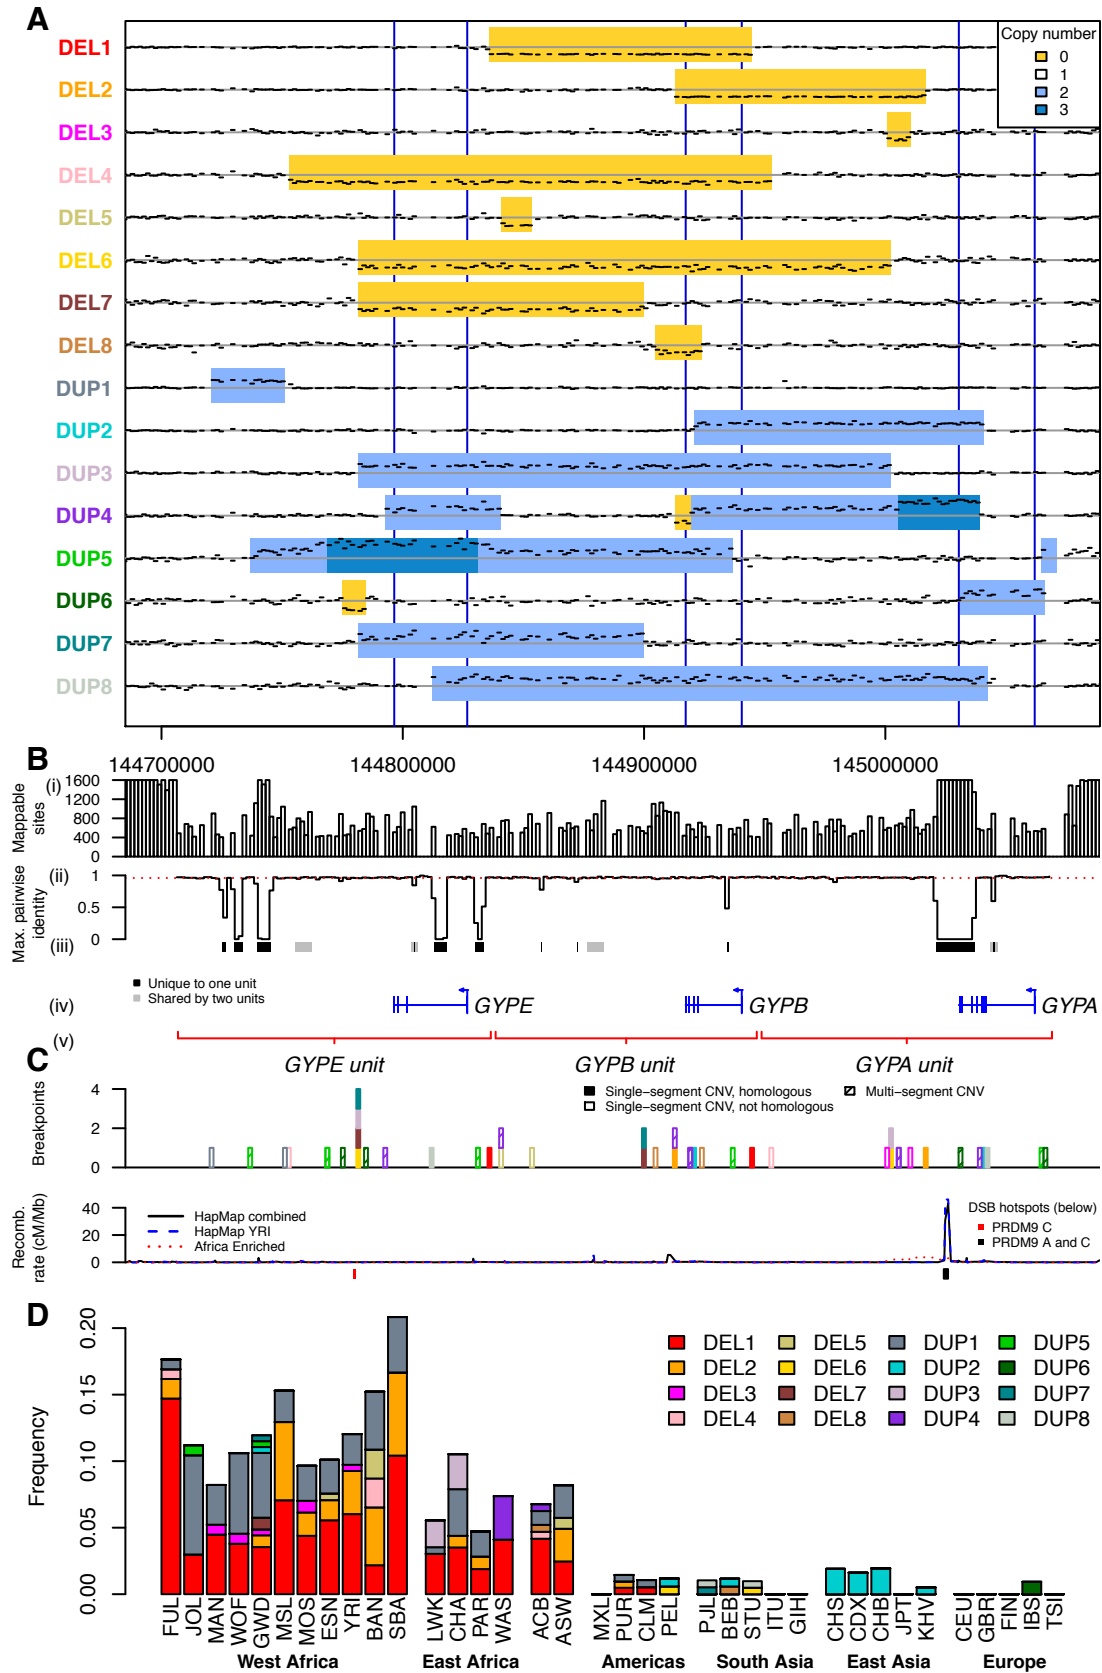 A
DEL1
DEL2
DEL3
DEL4
DEL5
DEL6
DEL7
DEL8
DUP1
DUP2
DUP3
DUP4
DUP5
DUP6
DUP7
DUP8
Copy number
0
1
2
3
144700000 144800000 144900000 145000000
B
(i)
Mappable
sites
1600
1200
800
400
0
(ii)
Max. pairwise
identity
1
0.5
0
(iii)
Unique to one unit
Shared by two units
(iv)
GYPE
GYPB
GYPA
(v)
GYPE unit
GYPB unit
GYPA unit
C
Single−segment CNV, homologous
Single−segment CNV, not homologous
Multi−segment CNV
Breakpoints
4
2
0
Recomb.
rate (cM/Mb)
40
20
0
HapMap combined
HapMap YRI
Africa Enriched
DSB hotspots (below)
PRDM9 C
PRDM9 A and C
D
Frequency
0.20
0.15
0.10
0.05
0.00
DEL1 DEL5 DUP1 DUP5
DEL2 DEL6 DUP2 DUP6
DEL3 DEL7 DUP3 DUP7
DEL4 DEL8 DUP4 DUP8
FUL JOL MAN WOF GWD MSL MOS ESN YRI BAN SBA LWK CHA PAR WAS ACB ASW MXL PUR CLM PEL PJL BEB STU ITU GIH CHS CDX CHB JPT KHV CEU GBR FIN IBS TSI
West Africa East Africa Americas South Asia East Asia Europe